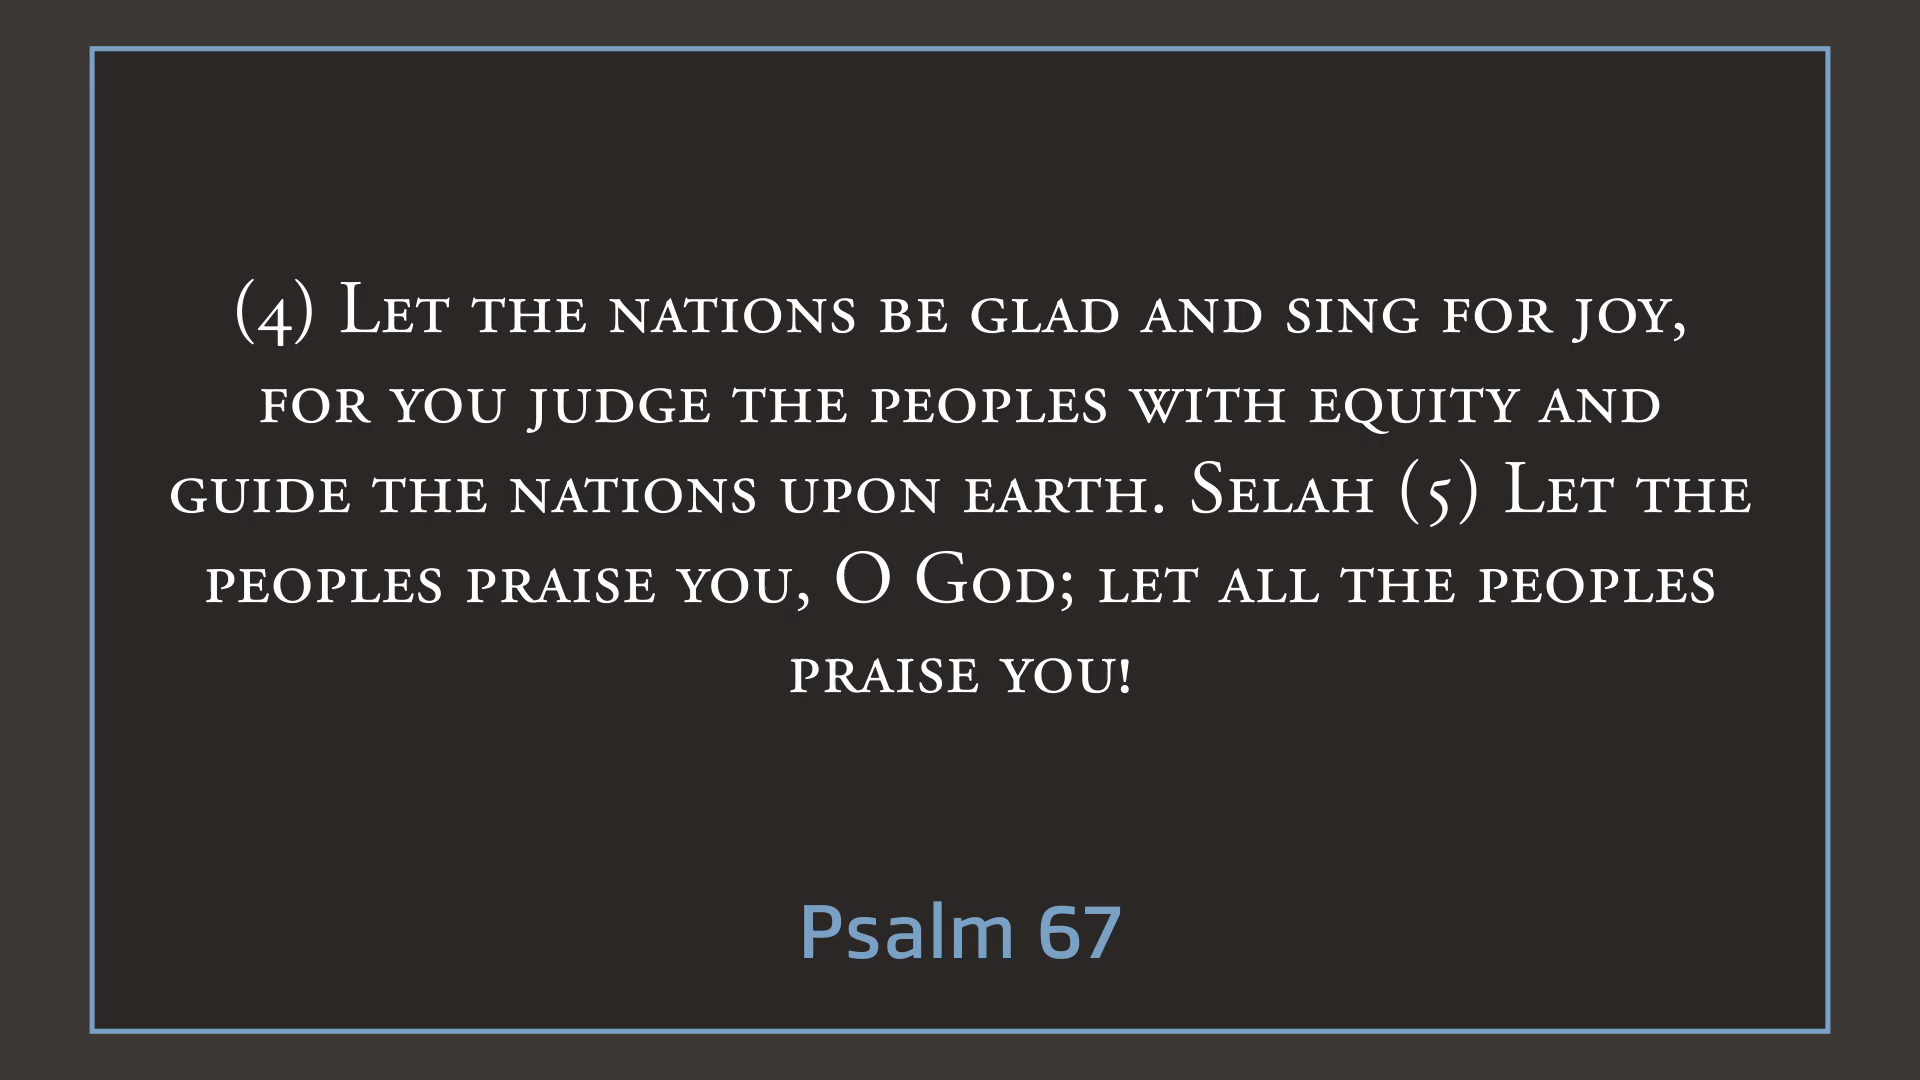 (4) Let the nations be glad and sing for joy,
for you judge the peoples with equity and
guide the nations upon earth. Selah (5) Let the
peoples praise you, O God; let all the peoples
praise you!
Psalm 67